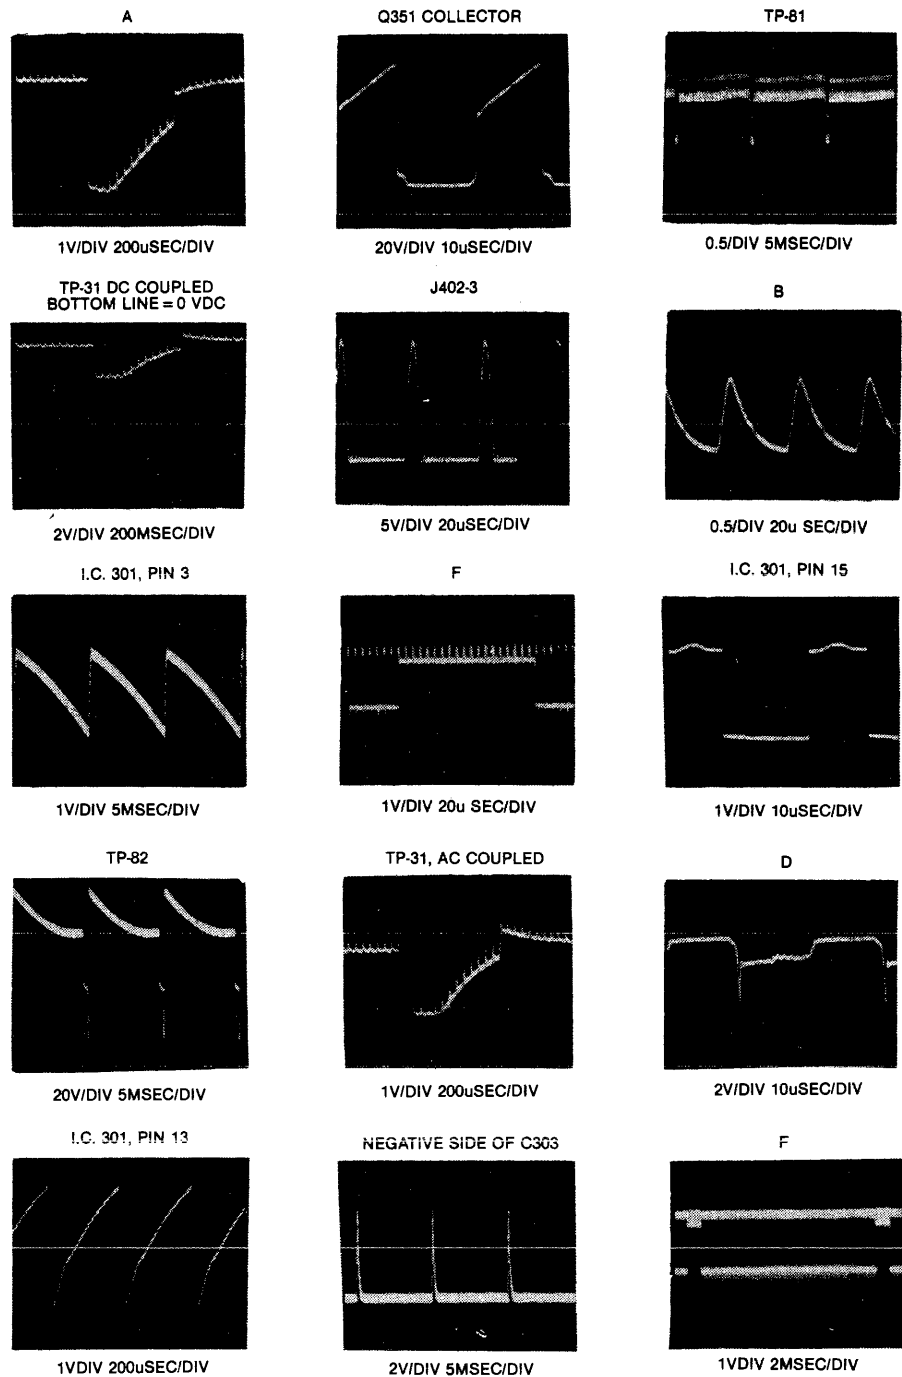 A
Q351 COLLECTOR
TP-81
1V/DIV 200uSEC/DIV
20V/DIV 10uSEC/DIV
0.5/DIV 5MSEC/DIV
TP-31 DC COUPLED
BOTTOM LINE = 0 VDC
J402-3
B
2V/DIV 200MSEC/DIV
5V/DIV 20uSEC/DIV
0.5/DIV 20u SEC/DIV
I.C. 301, PIN 3
F
I.C. 301, PIN 15
1V/DIV 5MSEC/DIV
1V/DIV 20u SEC/DIV
1V/DIV 10uSEC/DIV
TP-82
TP-31, AC COUPLED
D
20V/DIV 5MSEC/DIV
1V/DIV 200uSEC/DIV
2V/DIV 10uSEC/DIV
I.C. 301, PIN 13
NEGATIVE SIDE OF C303
F
1VDIV 200uSEC/DIV
2V/DIV 5MSEC/DIV
1VDIV 2MSEC/DIV